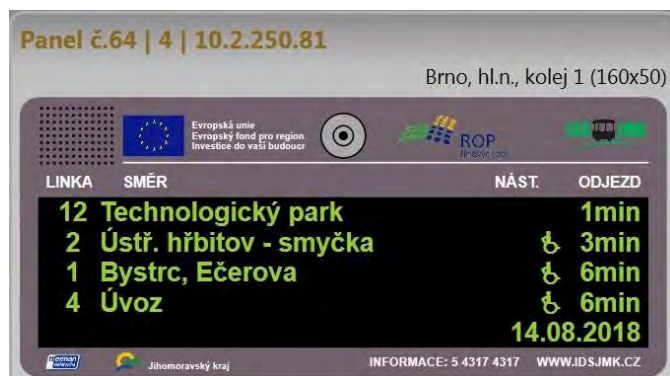 Panel č.64 | 4 | 10.2.250.81
Brno, hl.n., kolej 1 (160x50)
Evropská unie
Evropský fond pro region.
Investice do vaší budoucr
ROP
LINKA SMĚR NÁST. ODJEZD
12 Technologický park 1min
2 Ústř. hřbitov - smyčka 3min
1 Bystrc, Ečerova 6min
4 Úvoz 6min
14.08.2018
Jihomoravský kraj INFORMACE: 5 4317 4317 WWW.IDSJMK.CZ